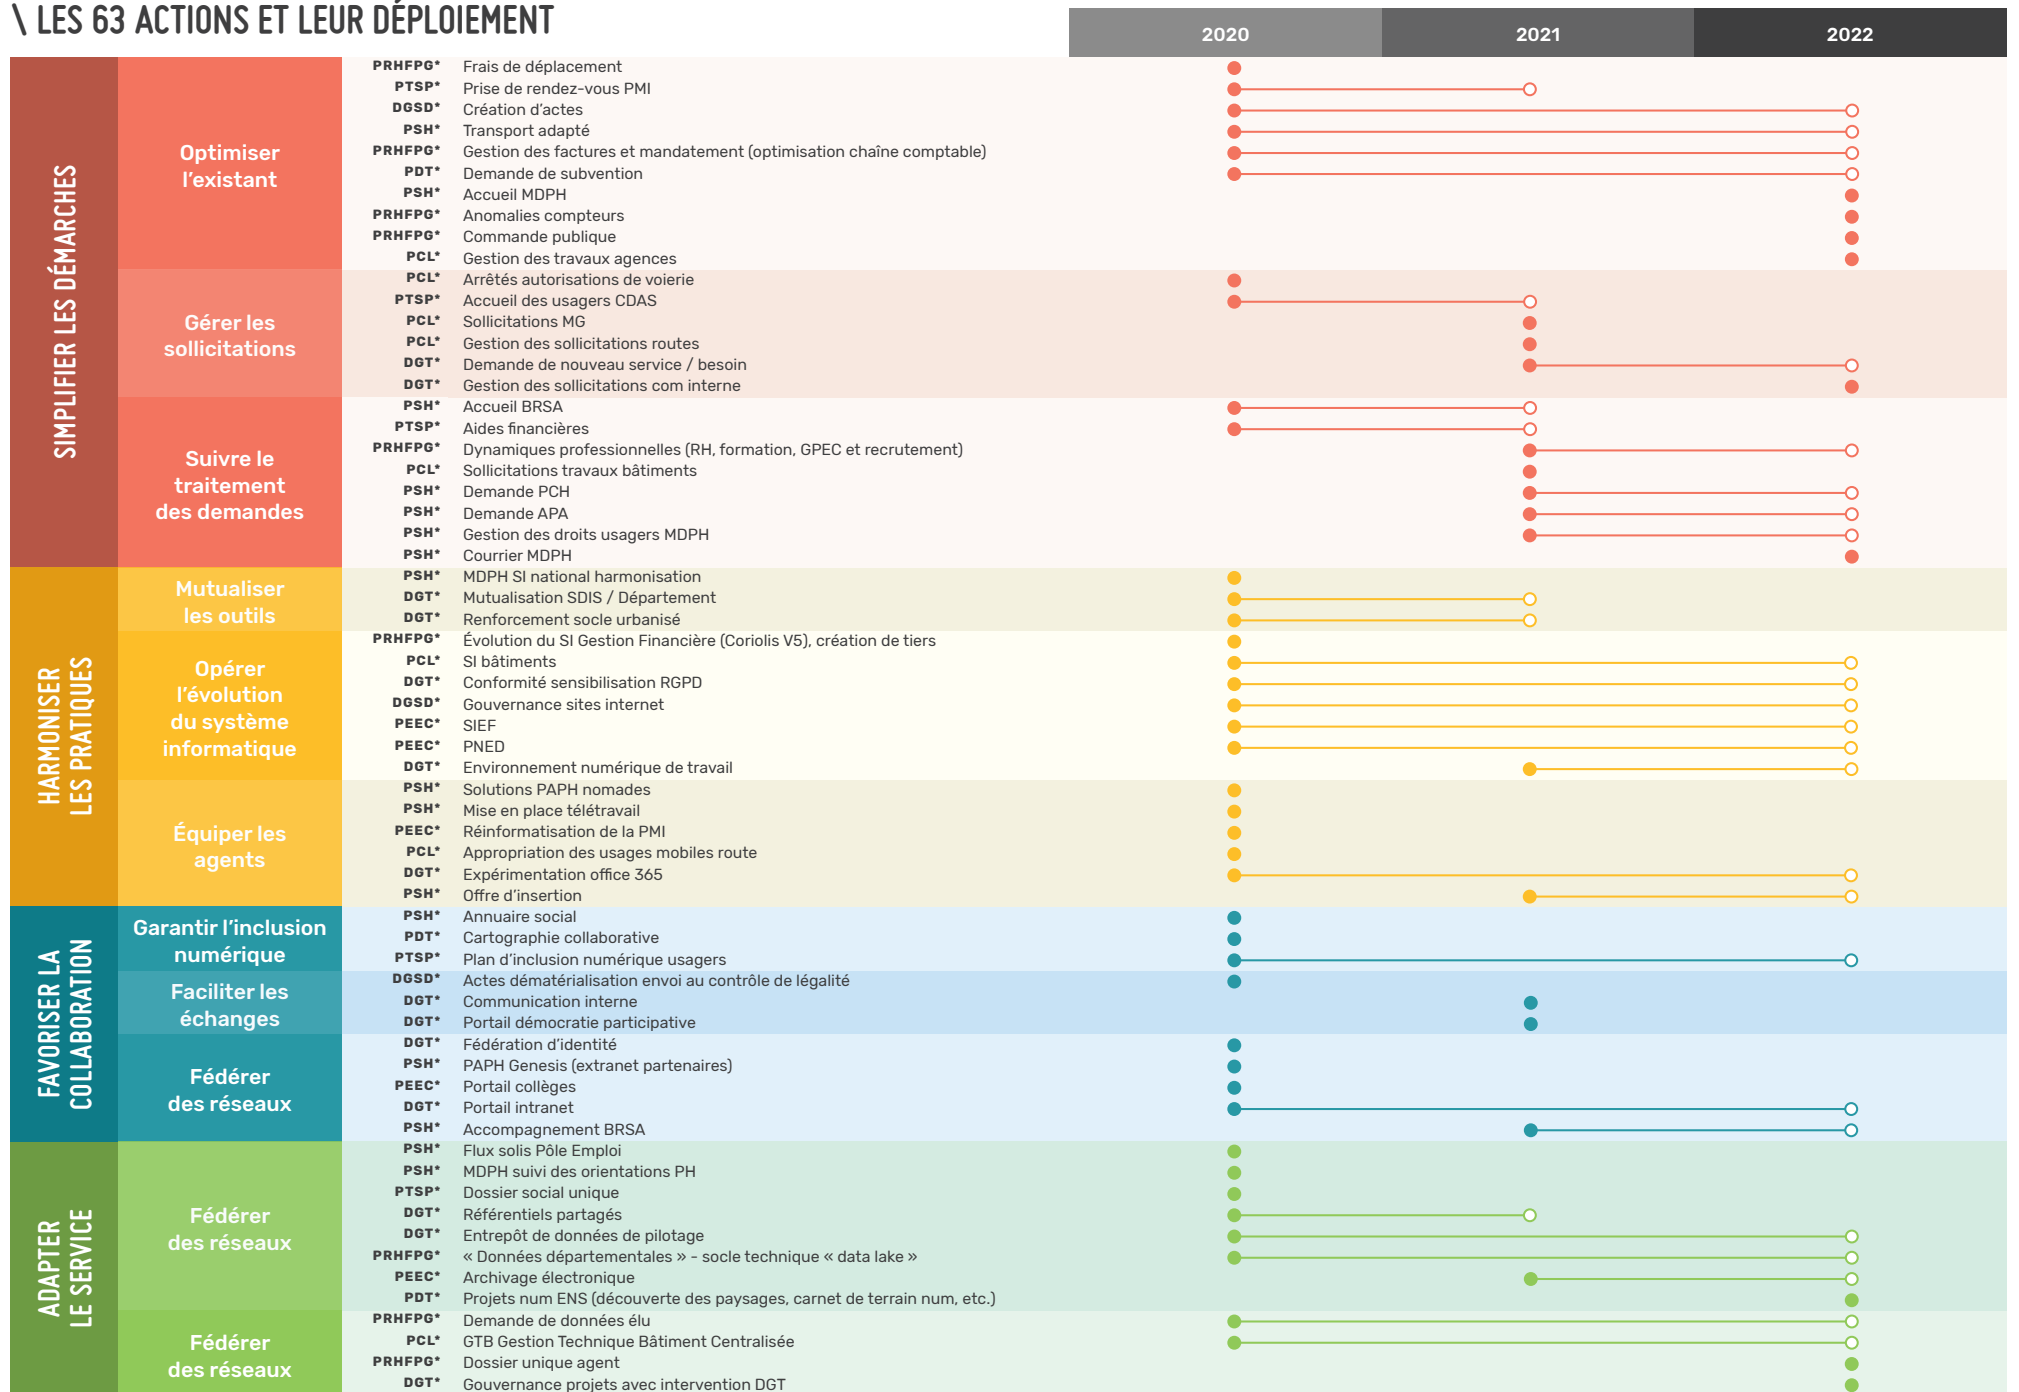 \ LES 63 ACTIONS ET LEUR DÉPLOIEMENT
2020 2021 2022
SIMPLIFIER LES DÉMARCHES
Optimiser
l'existant
PRHFPG* Frais de déplacement
PTSP* Prise de rendez-vous PMI
DGSD* Création d'actes
PSH* Transport adapté
PRHFPG* Gestion des factures et mandatement (optimisation chaîne comptable)
PDT* Demande de subvention
PSH* Accueil MDPH
PRHFPG* Anomalies compteurs
PRHFPG* Commande publique
PCL* Gestion des travaux agences
Gérer les
sollicitations
PCL* Arrêtés autorisations de voierie
PTSP* Accueil des usagers CDAS
PCL* Sollicitations MG
PCL* Gestion des sollicitations routes
DGT* Demande de nouveau service / besoin
DGT* Gestion des sollicitations com interne
Suivre le
traitement
des demandes
PSH* Accueil BRSA
PTSP* Aides financières
PRHFPG* Dynamiques professionnelles (RH, formation, GPEC et recrutement)
PCL* Sollicitations travaux bâtiments
PSH* Demande PCH
PSH* Demande APA
PSH* Gestion des droits usagers MDPH
PSH* Courrier MDPH
HARMONISER
LES PRATIQUES
Mutualiser
les outils
PSH* MDPH SI national harmonisation
DGT* Mutualisation SDIS / Département
DGT* Renforcement socle urbanisé
Opérer
l'évolution
du système
informatique
PRHFPG* Évolution du SI Gestion Financière (Coriolis V5), création de tiers
PCL* SI bâtiments
DGT* Conformité sensibilisation RGPD
DGSD* Gouvernance sites internet
PEEC* SIEF
PEEC* PNED
DGT* Environnement numérique de travail
Équiper les
agents
PSH* Solutions PAPH nomades
PSH* Mise en place télétravail
PEEC* Réinformatisation de la PMI
PCL* Appropriation des usages mobiles route
DGT* Expérimentation office 365
PSH* Offre d'insertion
FAVORISER LA
COLLABORATION
Garantir l'inclusion
numérique
PSH* Annuaire social
PDT* Cartographie collaborative
PTSP* Plan d'inclusion numérique usagers
Faciliter les
échanges
DGSD* Actes dématérialisation envoi au contrôle de légalité
DGT* Communication interne
DGT* Portail démocratie participative
Fédérer
des réseaux
DGT* Fédération d'identité
PSH* PAPH Genesis (extranet partenaires)
PEEC* Portail collèges
DGT* Portail intranet
PSH* Accompagnement BRSA
ADAPTER
LE SERVICE
Fédérer
des réseaux
PSH* Flux solis Pôle Emploi
PSH* MDPH suivi des orientations PH
PTSP* Dossier social unique
DGT* Référentiels partagés
DGT* Entrepôt de données de pilotage
PRHFPG* « Données départementales » - socle technique « data lake »
PEEC* Archivage électronique
PDT* Projets num ENS (découverte des paysages, carnet de terrain num, etc.)
Fédérer
des réseaux
PRHFPG* Demande de données élu
PCL* GTB Gestion Technique Bâtiment Centralisée
PRHFPG* Dossier unique agent
DGT* Gouvernance projets avec intervention DGT